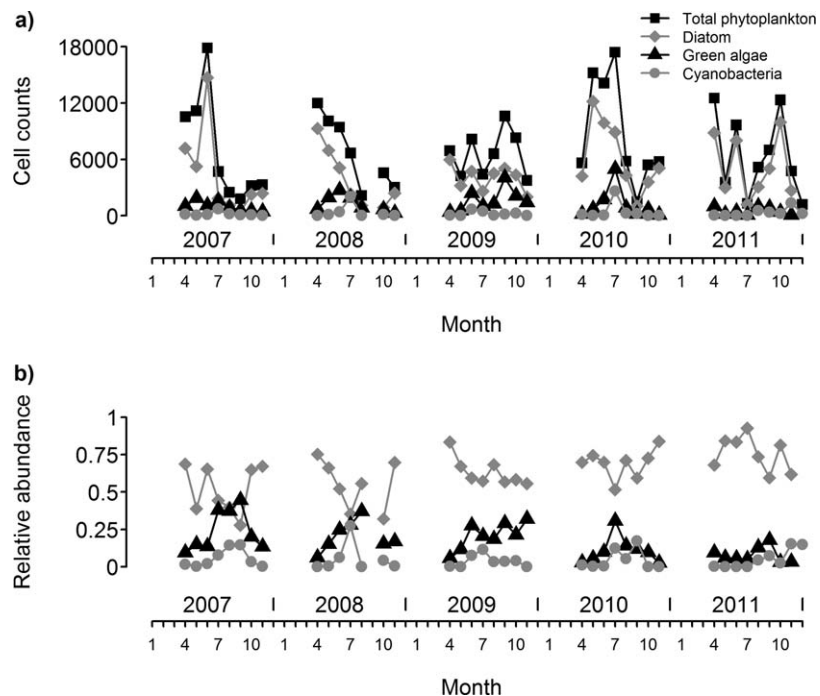 a)
Total phytoplankton
Diatom
Green algae
Cyanobacteria
18000
12000
6000
0
Cell counts
2007 2008 2009 2010 2011
1 4 7 10 1 4 7 10 1 4 7 10 1 4 7 10 1 4 7 10
Month
b)
1
0.75
0.5
0.25
0
Relative abundance
2007 2008 2009 2010 2011
1 4 7 10 1 4 7 10 1 4 7 10 1 4 7 10 1 4 7 10
Month